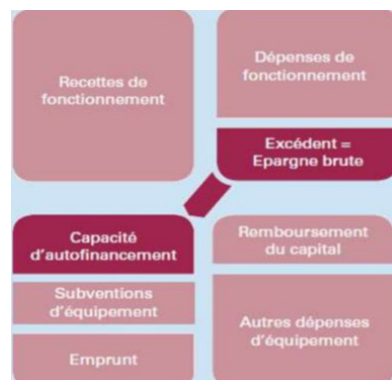 Recettes de
fonctionnement
Dépenses de
fonctionnement
Excédent =
Epargne brute
Capacité
d'autofinancement
Remboursement
du capital
Subventions
d'équipement
Autres dépenses
d'équipement
Emprunt